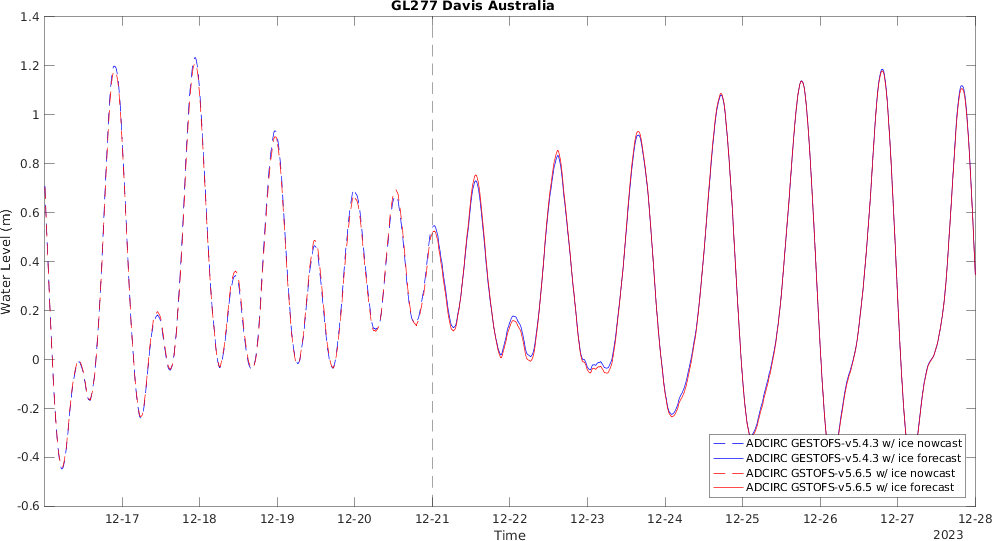 GL277 Davis Australia
1.4
1.2
1
0.8
0.6
0.4
0.2
0
-0.2
-0.4
-0.6
Water Level (m)
ADCIRC GESTOFS-v5.4.3 w/ ice nowcast
ADCIRC GESTOFS-v5.4.3 w/ ice forecast
ADCIRC GSTOFS-v5.6.5 w/ ice nowcast
ADCIRC GSTOFS-v5.6.5 w/ ice forecast
12-17 12-18 12-19 12-20 12-21 12-22 12-23 12-24 12-25 12-26 12-27 12-28
Time 2023